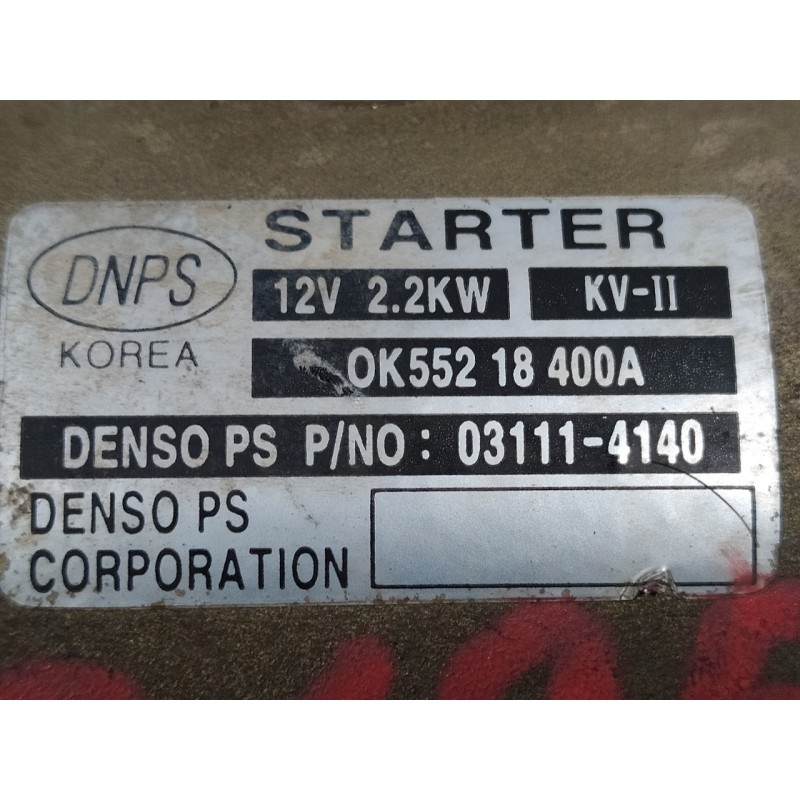 STARTER
DNPS
KOREA
12V 2.2KW KV-II
OK552 18 400A
DENSO PS P/NO: 03111-4140
DENSO PS
CORPORATION